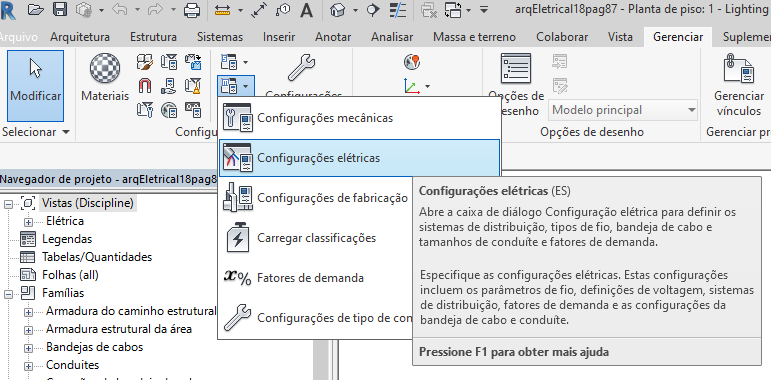 arqEletrical18pag87 - Planta de piso: 1 - Lighting
Arquivo Arquitetura Estrutura Sistemas Inserir Anotar Analisar Massa e terreno Colaborar Vista Gerenciar Supleme
Modificar
Materiais
Configurações
Opções de
desenho
Modelo principal
Gerenciar
vínculos
Selecionar
Config
Opções de desenho
Gerenciar pr
Configurações mecânicas
Configurações elétricas
Configurações de fabricação
Carregar classificações
Fatores de demanda
Configurações de tipo de con
Configurações elétricas (ES)
Abre a caixa de diálogo Configuração elétrica para definir os
sistemas de distribuição, tipos de fio, bandeja de cabo e
tamanhos de conduíte e fatores de demanda.
Especifique as configurações elétricas. Estas configurações
incluem os parâmetros de fio, definições de voltagem, sistemas
de distribuição, fatores de demanda e as configurações da
bandeja de cabo e conduíte.
Pressione F1 para obter mais ajuda
Navegador de projeto - arqEletrical18pag8
Vistas (Discipline)
Elétrica
Legendas
Tabelas/Quantidades
Folhas (all)
Famílias
Armadura do caminho estrutural
Armadura estrutural da área
Bandejas de cabos
Conduites